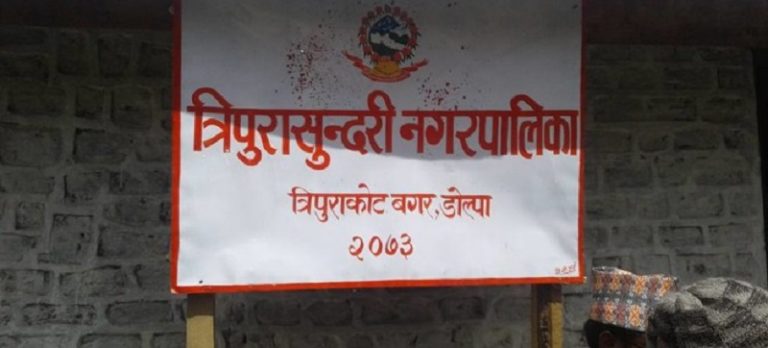 त्रिपुरासुन्दरी नगरपालिका
त्रिपुराकोट बगर, डोल्पा
२०७३